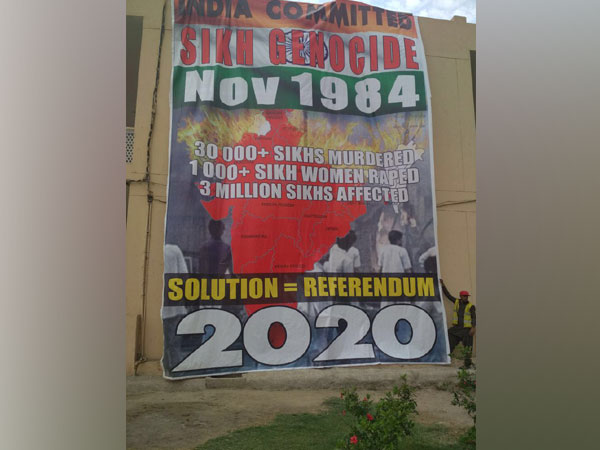 INDIA COMMITTED
SIKH GENOCIDE
NOV 1984
30 000+ SIKHS MURDERED
1 000+ SIKH WOMEN RAPED
3 MILLION SIKHS AFFECTED
SOLUTION = REFERENDUM
2020